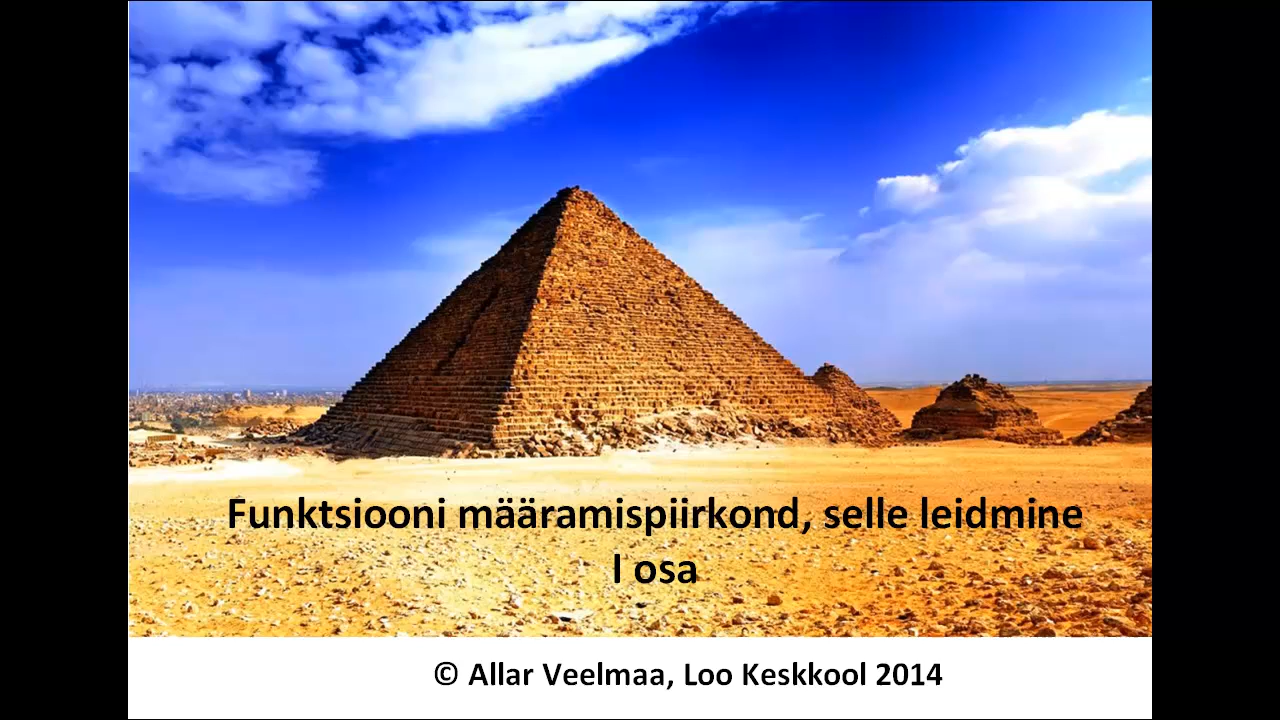 Funktsiooni määramispiirkond, selle leidmine
I osa
© Allar Veelmaa, Loo Keskkool 2014